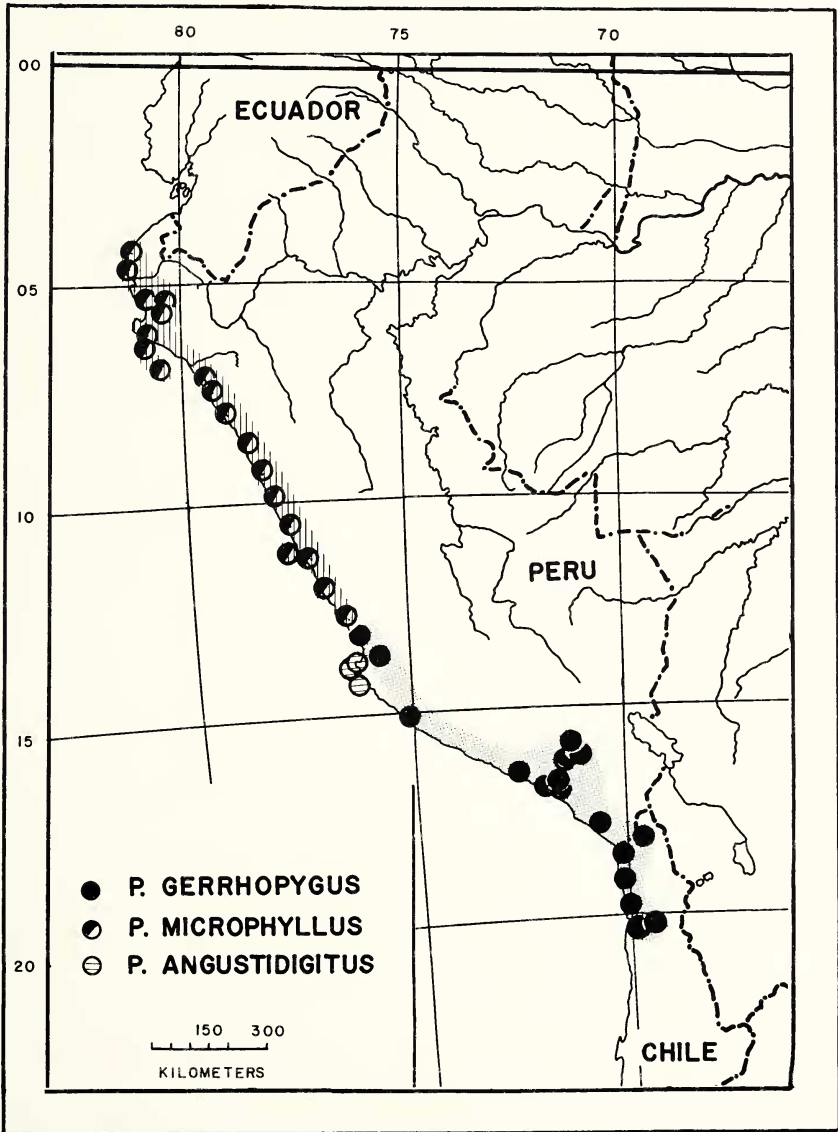 80 75 70
00
ECUADOR
05
10
PERU
15
P. GERRHOPYGUS
P. MICROPHYLLUS
P. ANGUSTIDIGITUS
20
150 300
KILOMETERS
CHILE